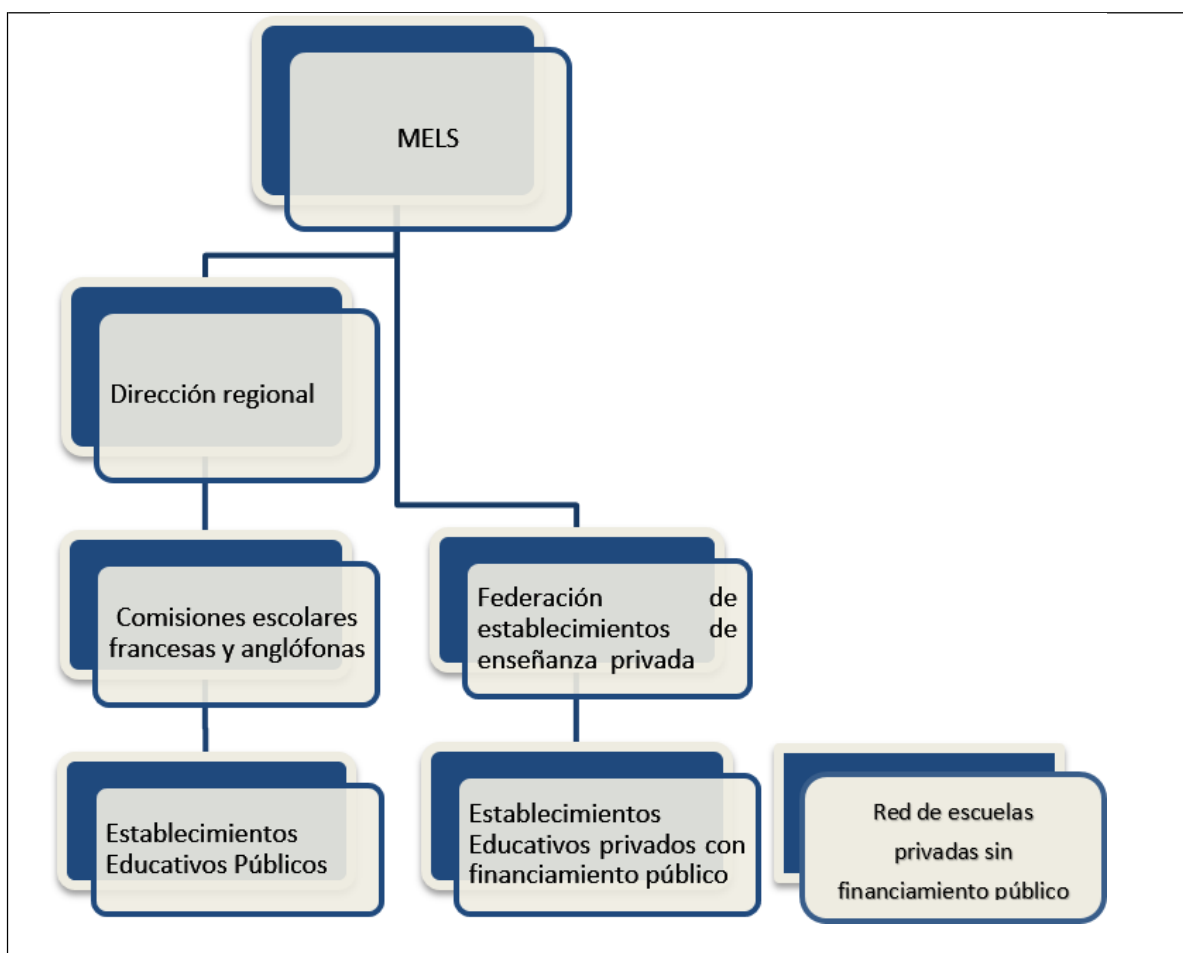 MELS
Dirección regional
Comisiones escolares
francesas y anglófonas
Federación de
establecimientos de
enseñanza privada
Establecimientos
Educativos Públicos
Establecimientos
Educativos privados con
financiamiento público
Red de escuelas
privadas sin
financiamiento público